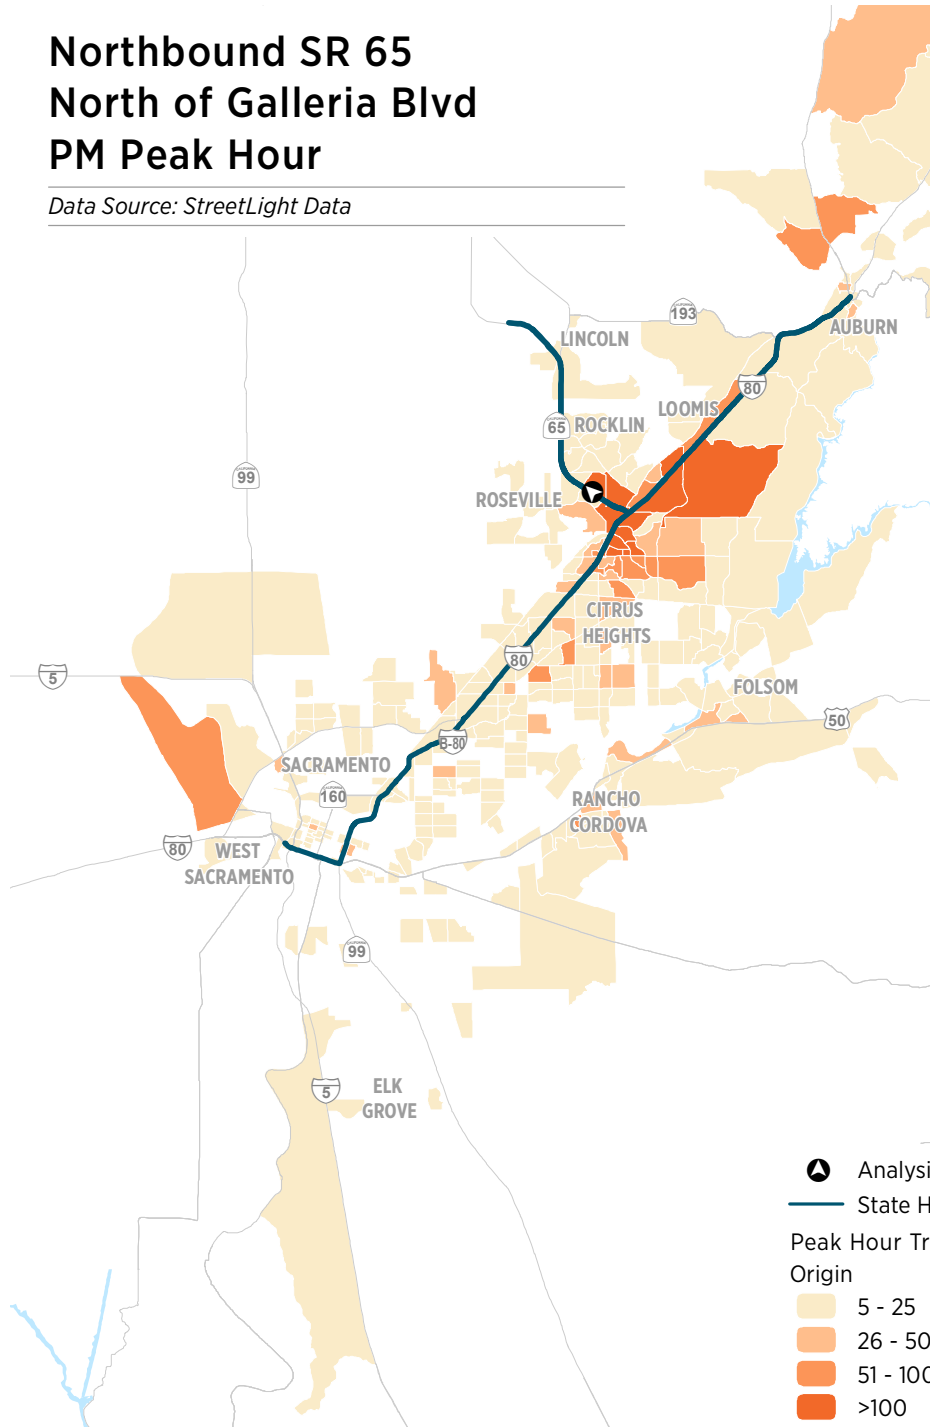 Northbound SR 65
North of Galleria Blvd
PM Peak Hour
Data Source: StreetLight Data
193
AUBURN
LINCOLN
80
LOOMIS
65
ROCKLIN
99
ROSEVILLE
CITRUS
HEIGHTS
80
5
FOLSOM
50
B-80
SACRAMENTO
160
RANCHO
CORDOVA
80
WEST
SACRAMENTO
99
5
ELK
GROVE
Analysi
State H
Peak Hour Tr
Origin
5 - 25
26 - 50
51 - 100
>100